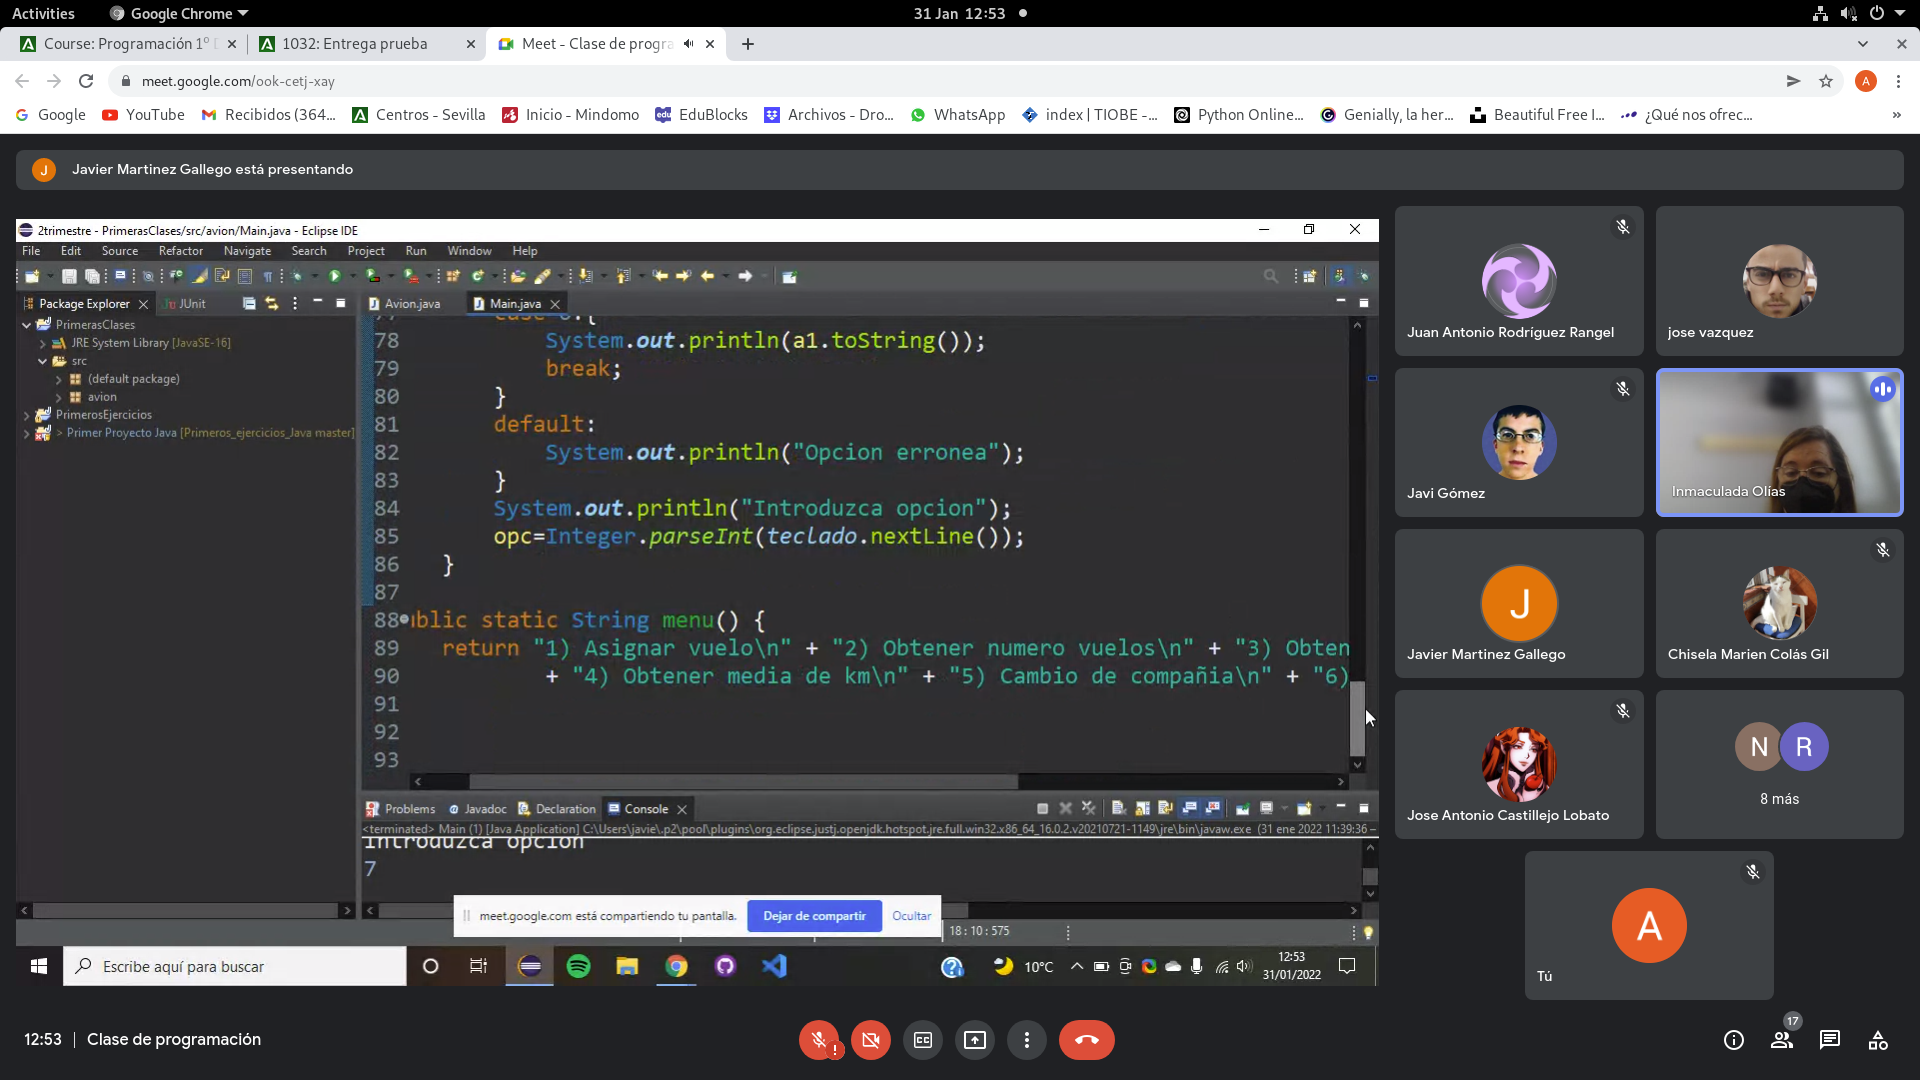 Activities
Google Chrome
31 Jan 12:53
Course: Programación 1º
1032: Entrega prueba
Meet - Clase de progra
meet.google.com/ook-cetj-xay
A
Google
YouTube
Recibidos (364...
Centros - Sevilla
Inicio - Mindomo
EduBlocks
Archivos - Dro...
WhatsApp
index | TIOBE -...
Python Online...
Genially, la her...
Beautiful Free I...
¿Qué nos ofrec...
»
J
Javier Martinez Gallego está presentando
2trimestre - PrimerasClases/src/avion/Main.java - Eclipse IDE
File Edit Source Refactor Navigate Search Project Run Window Help
Package Explorer
JUnit
Avion.java
Main.java
PrimerasClases
JRE System Library [JavaSE-16]
src
(default package)
avion
PrimerosEjercicios
> Primer Proyecto Java [Primeros_ejercicios_Java master]
78 System.out.println(a1.toString());
79 break;
80 }
81 default:
82 System.out.println("Opcion erronea");
83 }
84 System.out.println("Introduzca opcion");
85 opc=Integer.parseInt(teclado.nextLine());
86 }
87
88 ublic static String menu() {
89 return "1) Asignar vuelo\n" + "2) Obtener numero vuelos\n" + "3) Obten
90 + "4) Obtener media de km\n" + "5) Cambio de compañia\n" + "6)
91
92
93
Problems
Javadoc
Declaration
Console
<terminated> Main (1) [Java Application] C:\Users\javie\.p2\pool\plugins\org.eclipse.justj.openjdk.hotspot.jre.full.win32.x86_64_16.0.2.v20210721-1149\jre\bin\javaw.exe (31 ene 2022 11:39:36 –
Introduzca opcion
7
meet.google.com está compartiendo tu pantalla.
Dejar de compartir
Ocultar
18 : 10 : 575
Escribe aquí para buscar
10°C
12:53
31/01/2022
Juan Antonio Rodríguez Rangel
jose vazquez
Javi Gómez
Inmaculada Olías
J
Javier Martinez Gallego
Chisela Marien Colás Gil
Jose Antonio Castillejo Lobato
N R
8 más
A
Tú
12:53 | Clase de programación
17